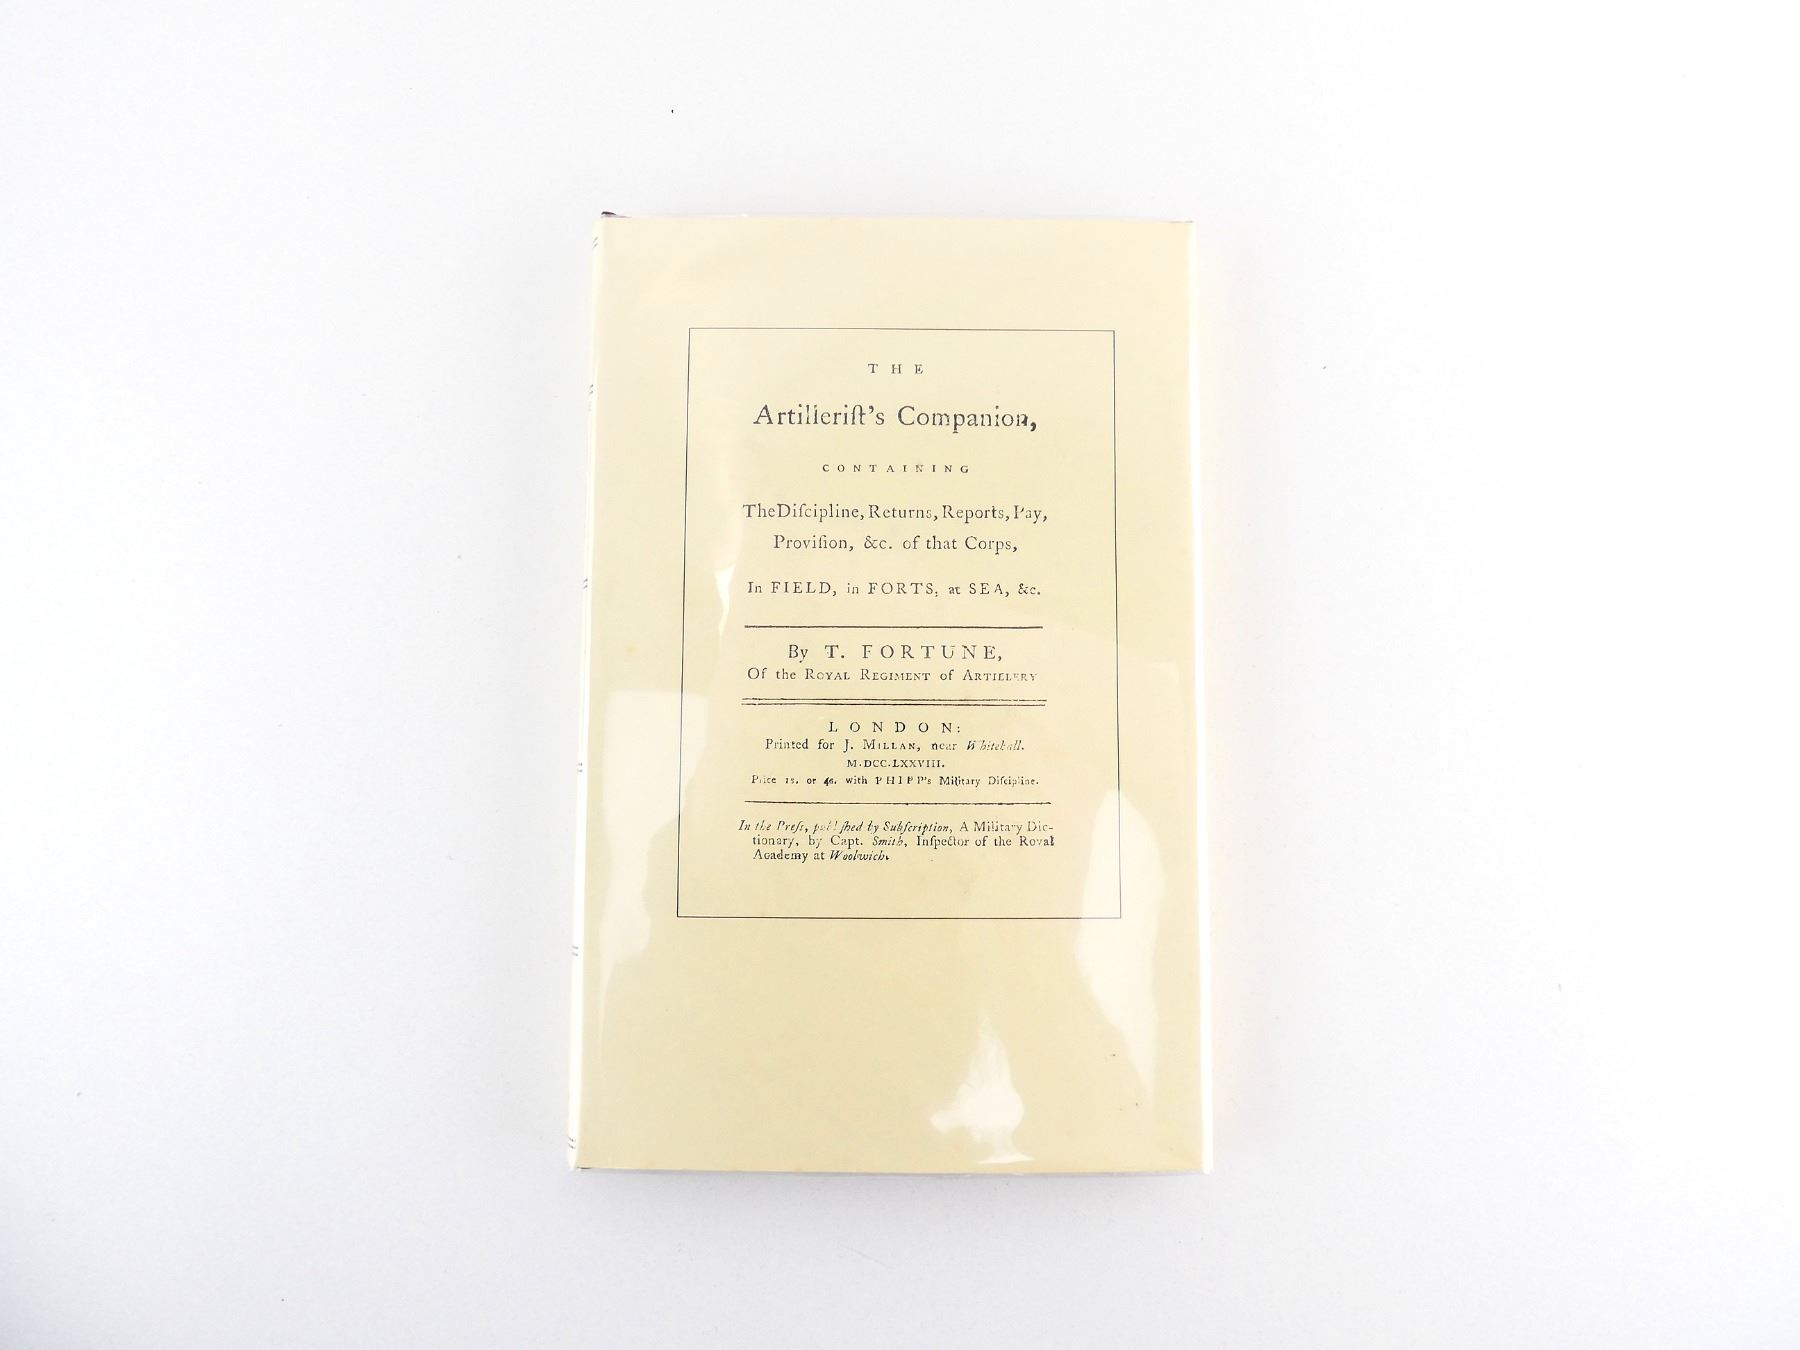 THE
Artilleriſt's Companion,
CONTAINING
The Diſcipline, Returns, Reports, Pay,
Proviſion, &c. of that Corps,
In FIELD, in FORTS, at SEA, &c.
By T. FORTUNE,
Of the ROYAL REGIMENT of ARTILLERY
LONDON:
Printed for J. MILLAN, near Whitehall.
M.DCC.LXXVIII.
Price 1s. or 4s. with PHIPP's Military Diſcipline.
In the Preſs, publiſhed by Subſcription, A Military Dic-
tionary, by Capt. Smith, Inſpector of the Royal
Academy at Woolwich.